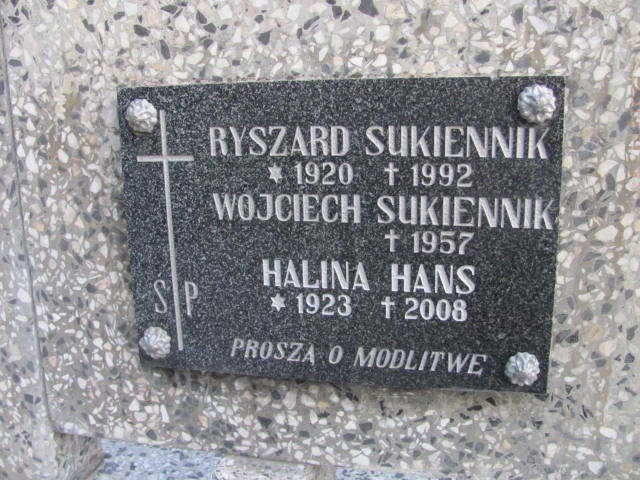 RYSZARD SUKIENNIK
* 1920 † 1992
WOJCIECH SUKIENNIK
† 1957
HALINA HANS
* 1923 † 2008
Ś P
PROSZĄ O MODLITWĘ